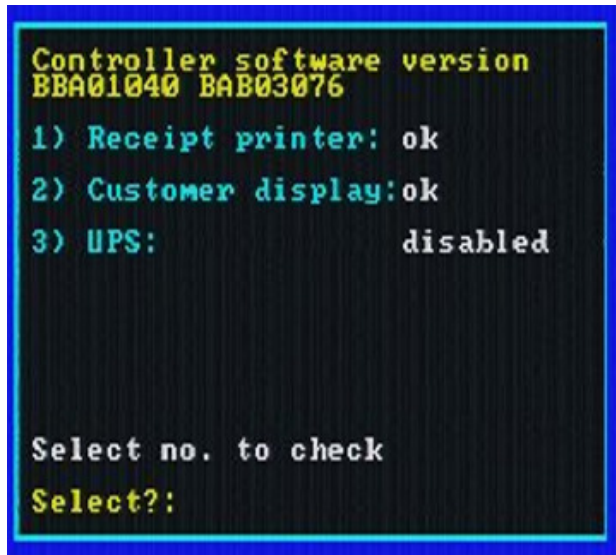 Controller software version
BBA01040 BAB03076
1) Receipt printer: ok
2) Customer display:ok
3) UPS: disabled
Select no. to check
Select?: